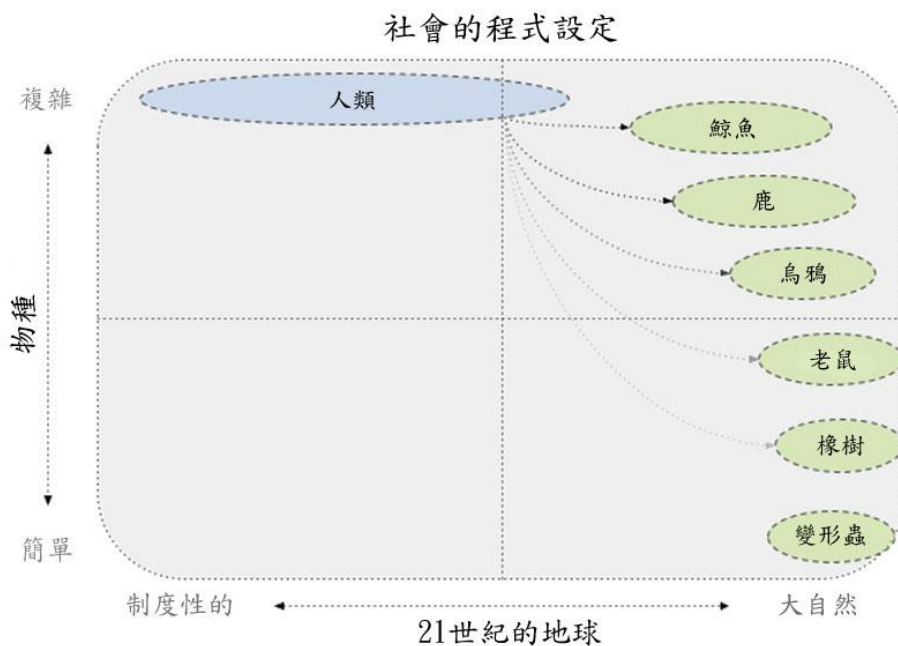 社會的程式設定
複雜
人類
鯨魚
鹿
烏鴉
物種
老鼠
橡樹
變形蟲
簡單
制度性的
大自然
21世紀的地球